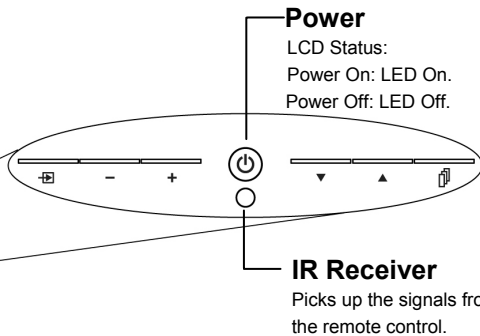 Power
LCD Status:
Power On: LED On.
Power Off: LED Off.
− + ▼ ▲
IR Receiver
Picks up the signals
the remote control.